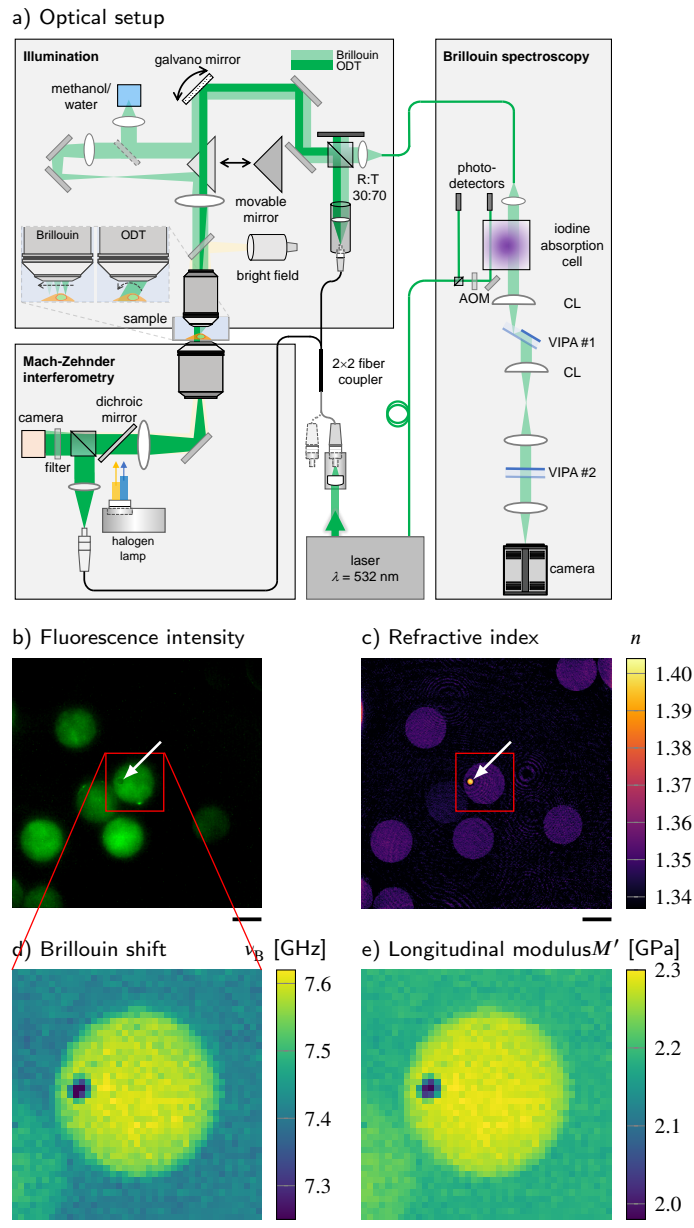 a) Optical setup
Illumination
Brillouin
ODT
galvano mirror
methanol/
water
R:T
30:70
movable
mirror
Brillouin
ODT
bright field
sample
Brillouin spectroscopy
photo-
detectors
iodine
absorption
cell
AOM
CL
VIPA #1
CL
VIPA #2
camera
Mach-Zehnder
interferometry
dichroic
mirror
camera
filter
halogen
lamp
2×2 fiber
coupler
laser
λ = 532 nm
b) Fluorescence intensity
c) Refractive index
n
1.40
1.39
1.38
1.37
1.36
1.35
1.34
d) Brillouin shift
νB [GHz]
7.6
7.5
7.4
7.3
e) Longitudinal modulus M′ [GPa]
2.3
2.2
2.1
2.0